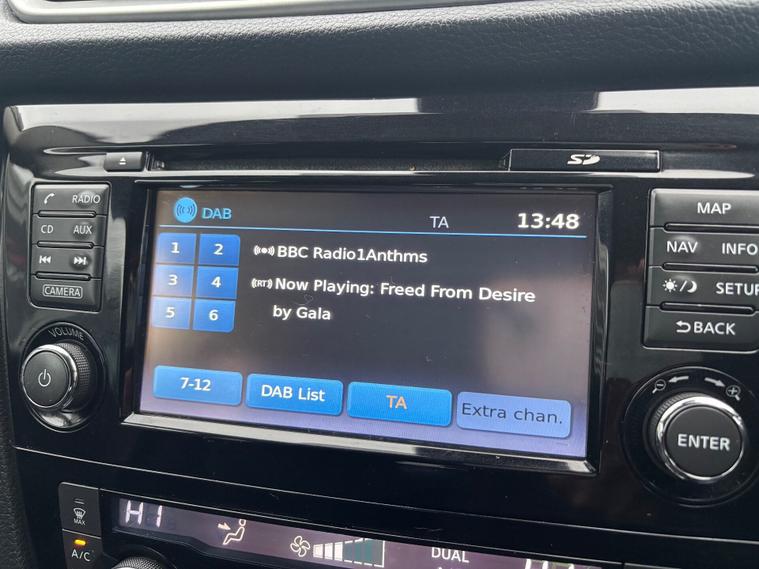 SD
RADIO
CD AUX
CAMERA
VOLUME
DAB
TA 13:48
1 2
BBC Radio1Anthms
3 4
(RT) Now Playing: Freed From Desire
by Gala
5 6
7-12
DAB List
TA
Extra chan.
MAP
NAV INFO
SETUP
BACK
ENTER
MAX
A/C
HI
DUAL